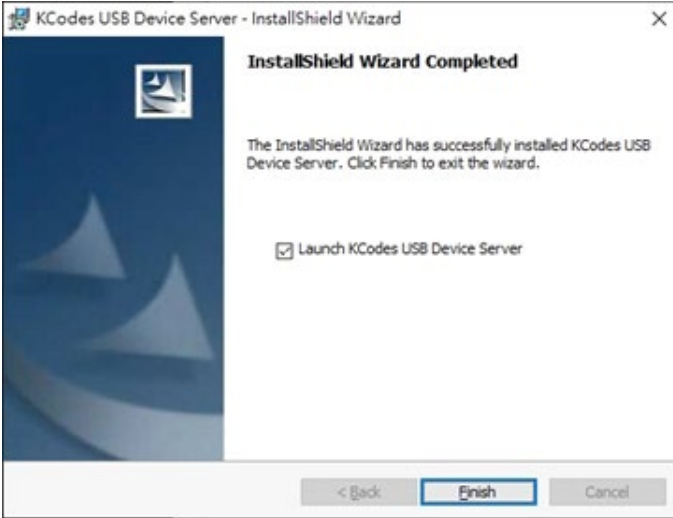 KCodes USB Device Server - InstallShield Wizard
InstallShield Wizard Completed
The InstallShield Wizard has successfully installed KCodes USB
Device Server. Click Finish to exit the wizard.
Launch KCodes USB Device Server
< Back
Finish
Cancel